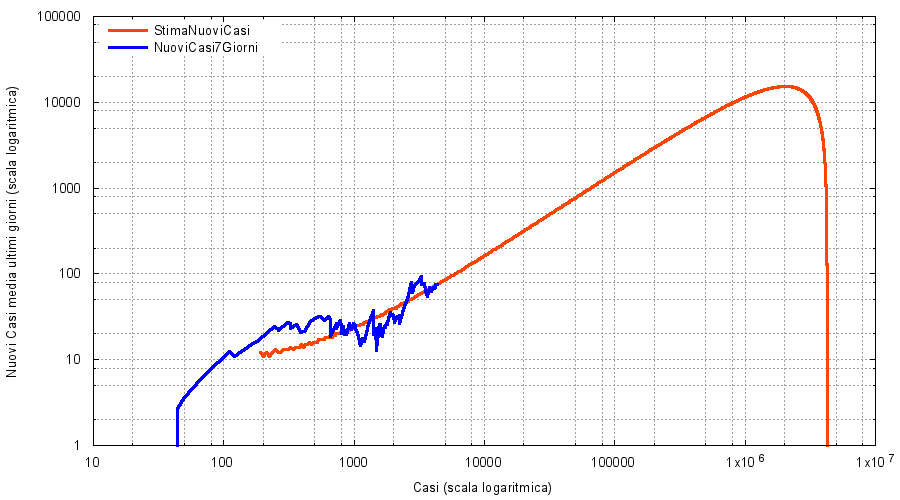 100000
10000
1000
100
10
1
StimaNuoviCasi
NuoviCasi7Giorni
Nuovi Casi media ultimi giorni (scala logaritmica)
10
100
1000
10000
100000
1x10^6
1x10^7
Casi (scala logaritmica)